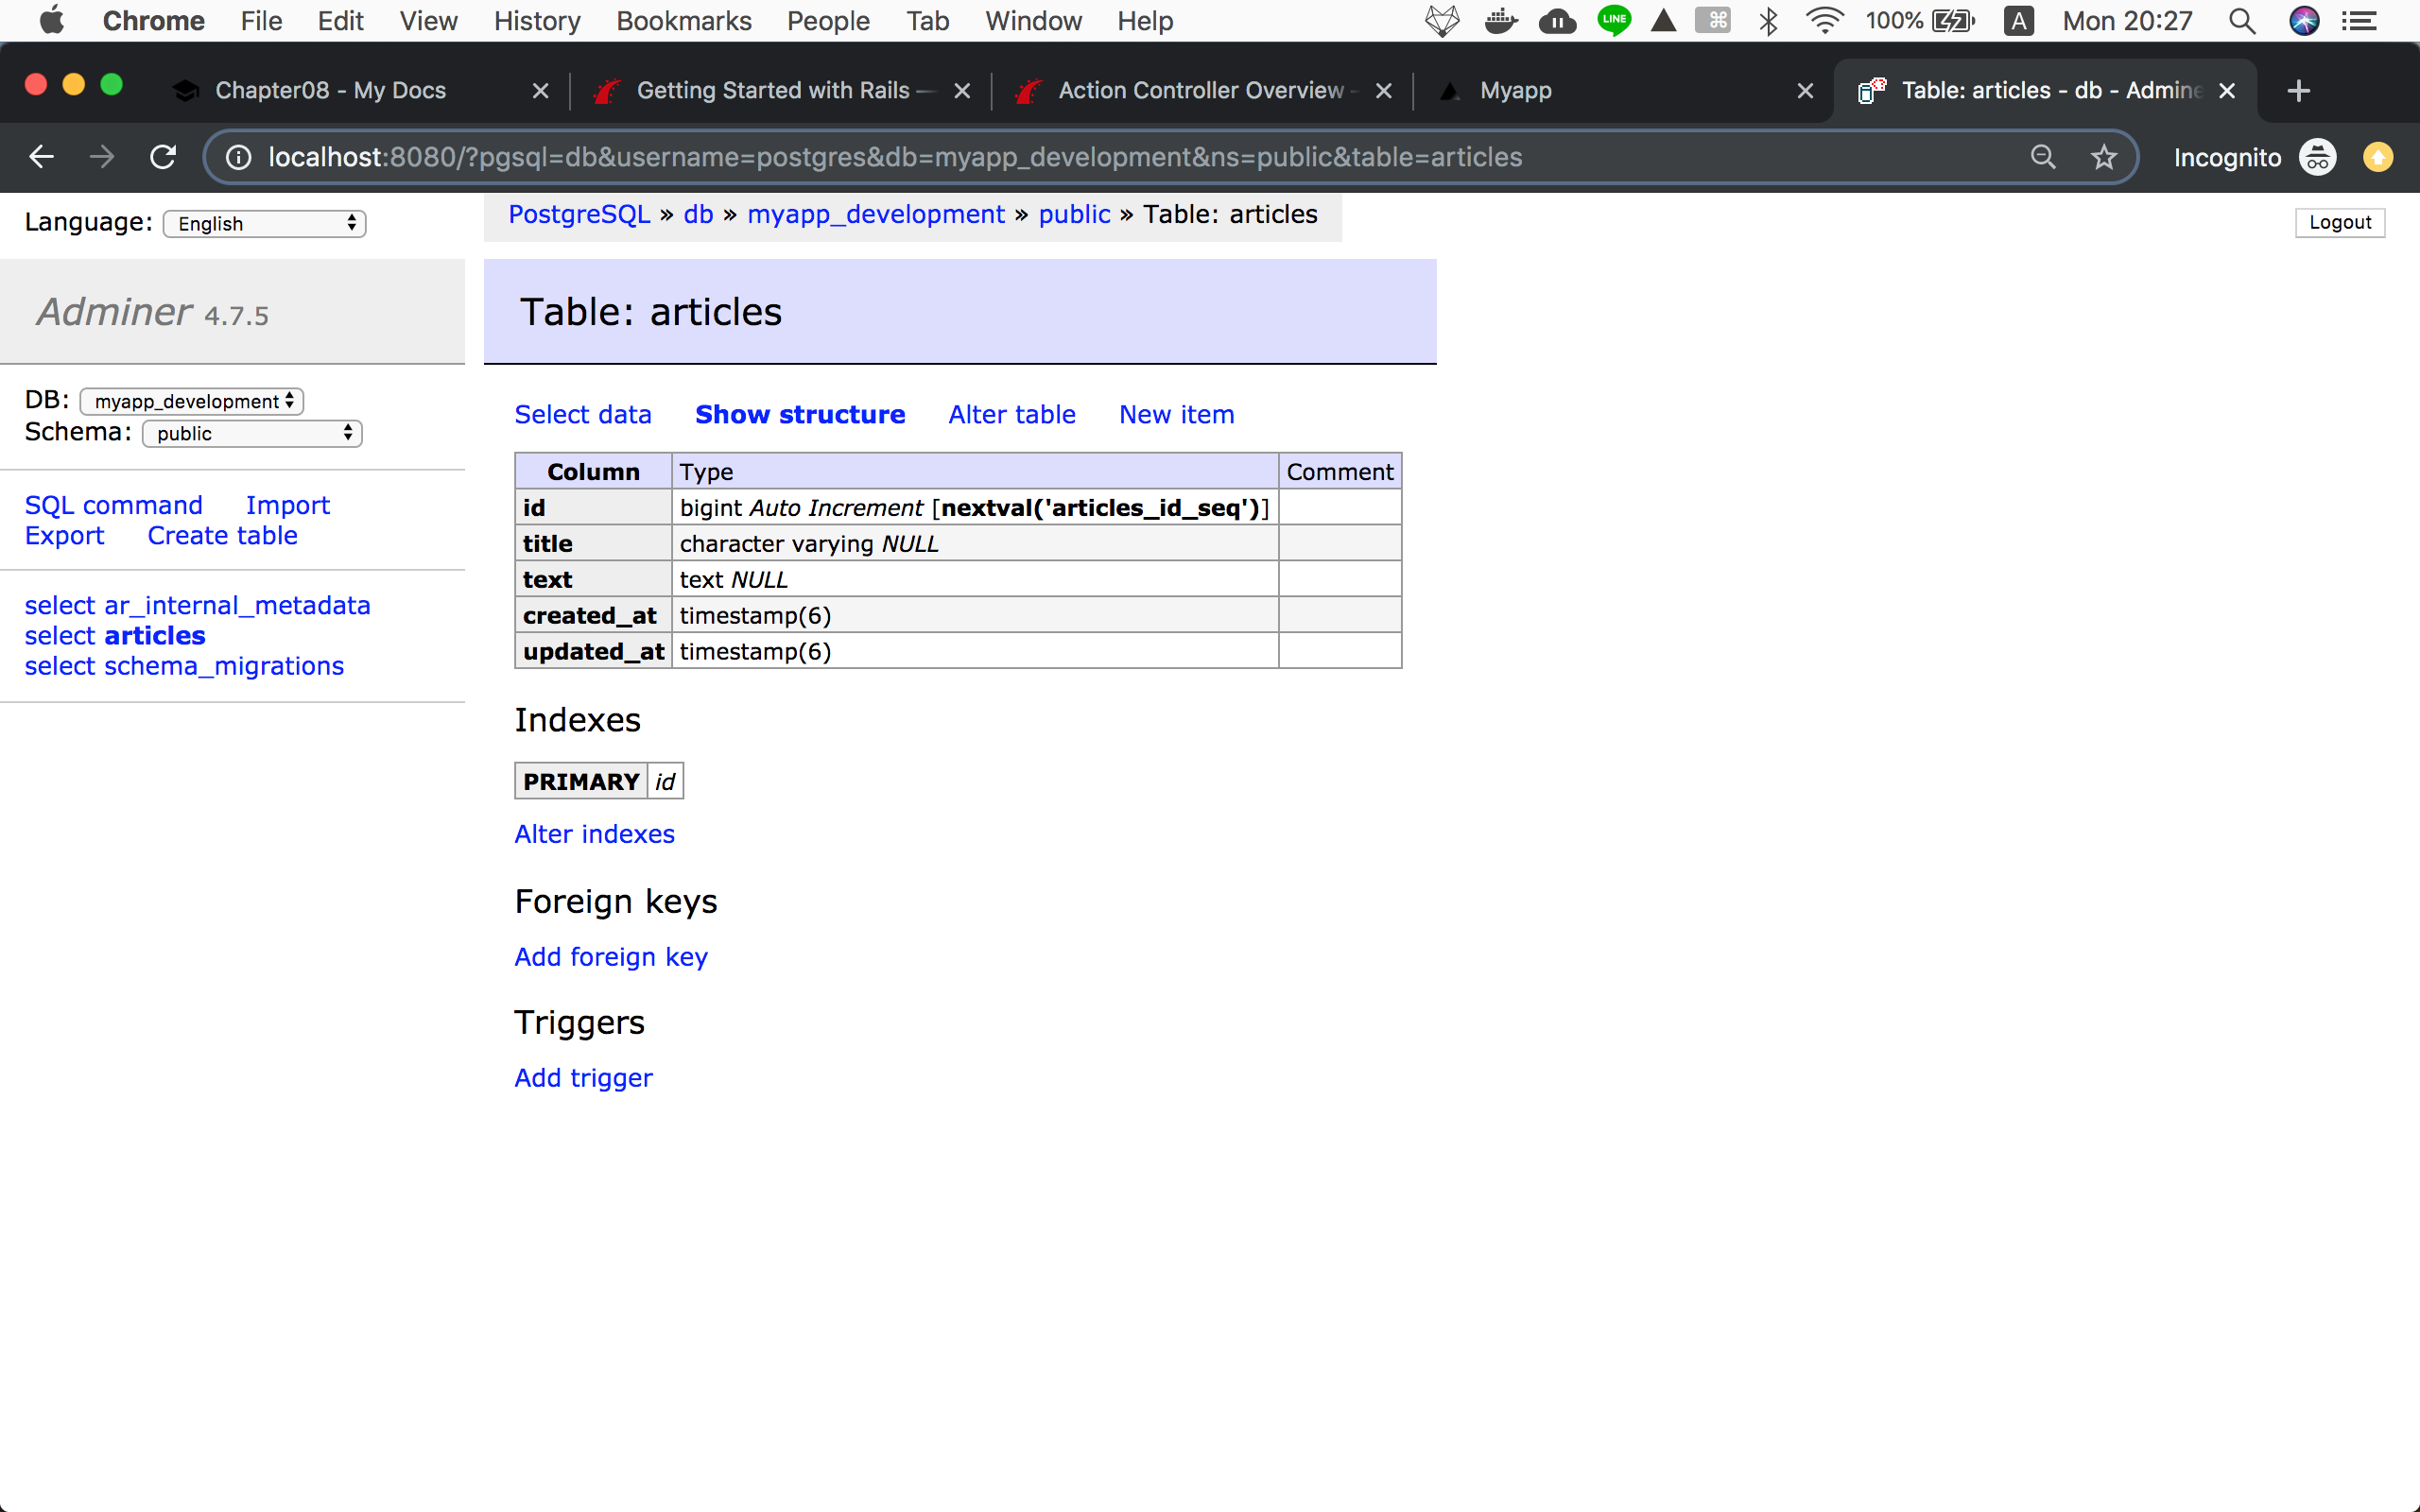 Chrome File Edit View History Bookmarks People Tab Window Help LINE 100% A Mon 20:27
Chapter08 - My Docs
Getting Started with Rails —
Action Controller Overview -
Myapp
Table: articles - db - Admine
localhost:8080/?pgsql=db&username=postgres&db=myapp_development&ns=public&table=articles
Incognito
Language: English
PostgreSQL » db » myapp_development » public » Table: articles
Logout
Adminer 4.7.5
Table: articles
DB: myapp_development
Schema: public
SQL command Import
Export Create table
select ar_internal_metadata
select articles
select schema_migrations
Select data Show structure Alter table New item
Column Type Comment
id bigint Auto Increment [nextval('articles_id_seq')]
title character varying NULL
text text NULL
created_at timestamp(6)
updated_at timestamp(6)
Indexes
PRIMARY id
Alter indexes
Foreign keys
Add foreign key
Triggers
Add trigger